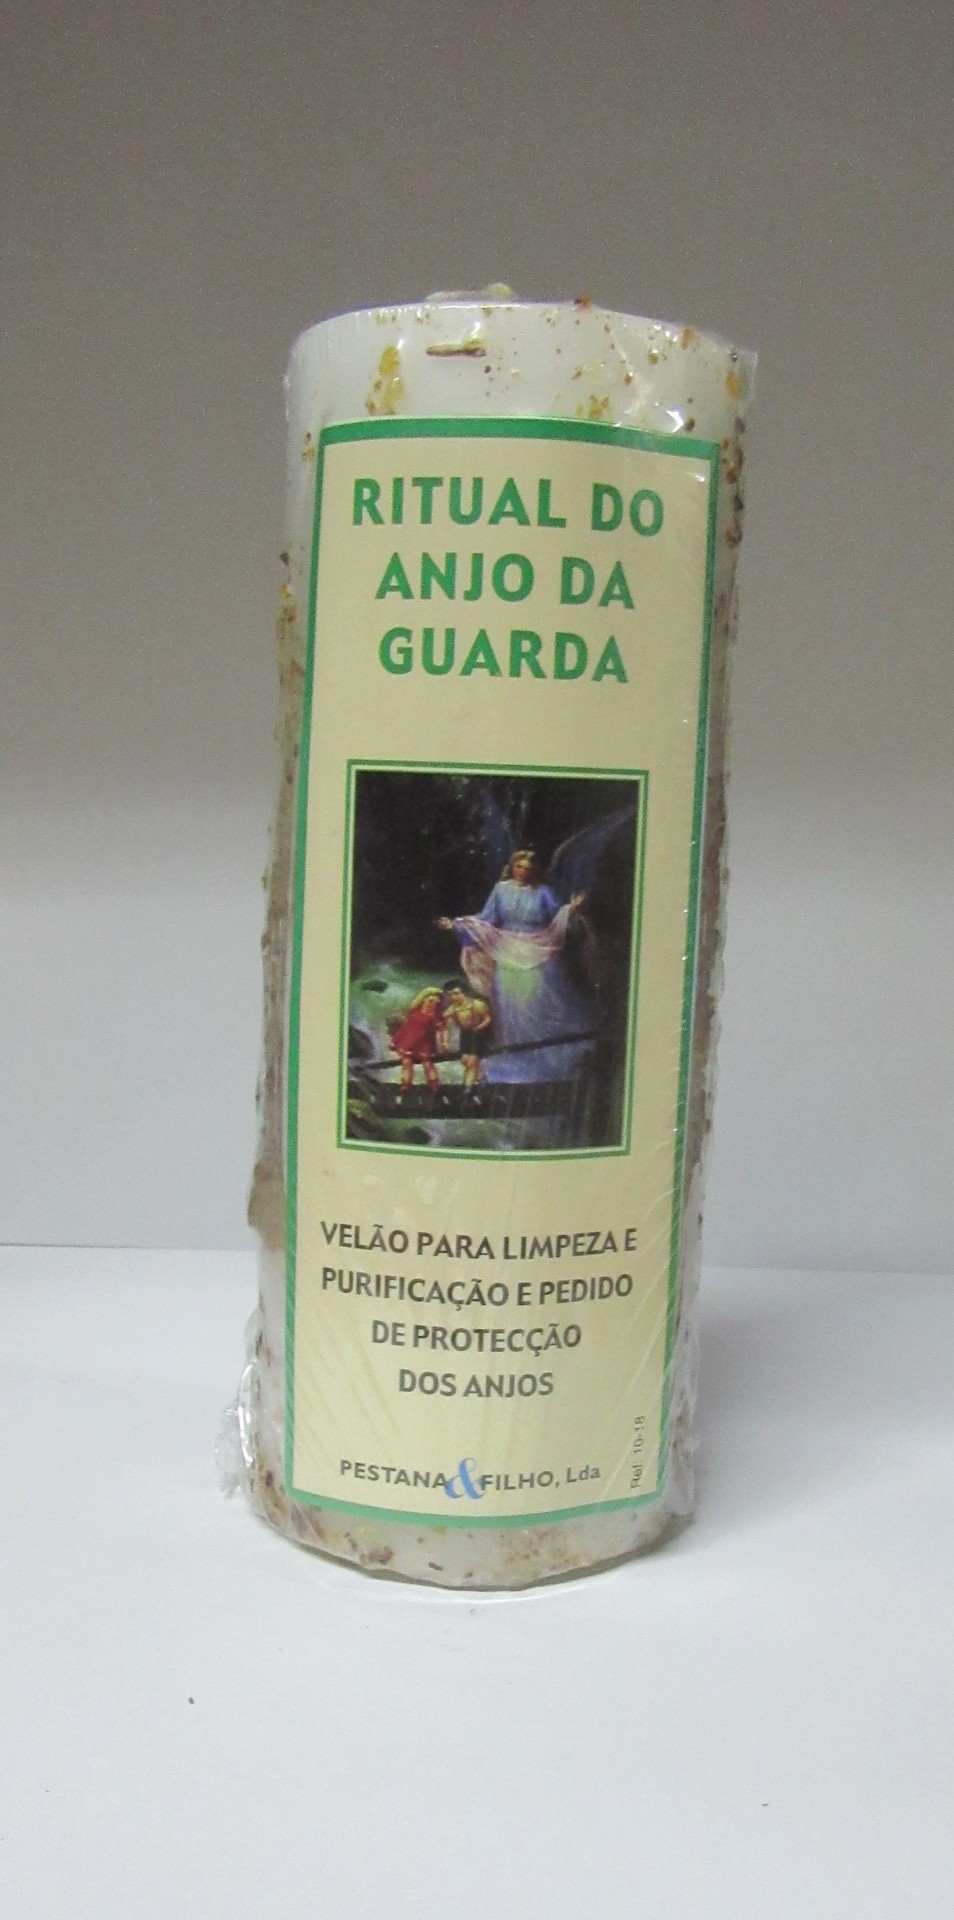 RITUAL DO
ANJO DA
GUARDA
VELÃO PARA LIMPEZA E
PURIFICAÇÃO E PEDIDO
DE PROTECÇÃO
DOS ANJOS
PESTANA & FILHO, Lda
Ref: 10-18